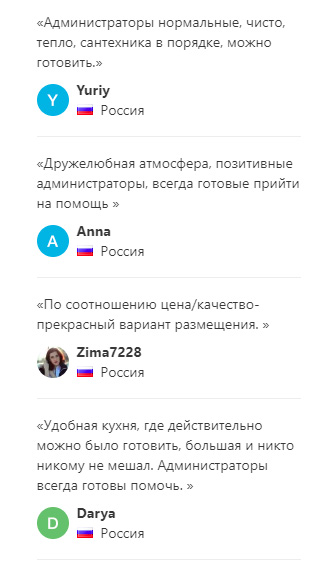 «Администраторы нормальные, чисто,
тепло, сантехника в порядке, можно
готовить.»
Y
Yuriy
Россия
«Дружелюбная атмосфера, позитивные
администраторы, всегда готовые прийти
на помощь »
A
Anna
Россия
«По соотношению цена/качество-
прекрасный вариант размещения. »
Zima7228
Россия
«Удобная кухня, где действительно
можно было готовить, большая и никто
никому не мешал. Администраторы
всегда готовы помочь. »
D
Darya
Россия